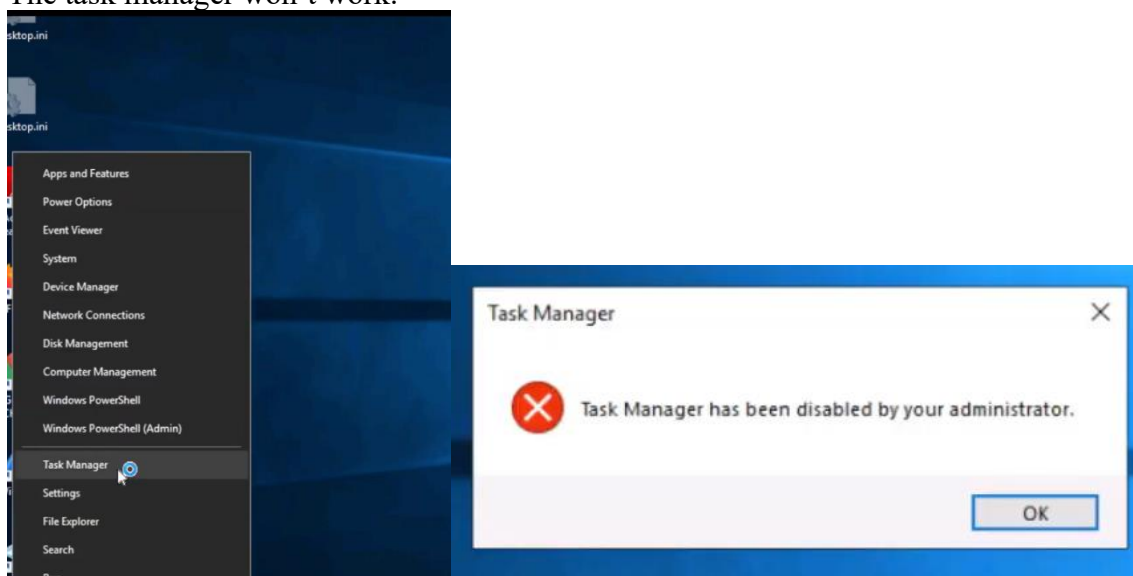 The task manager won't work.
sktop.ini
sktop.ini
Apps and Features
Power Options
Event Viewer
System
Device Manager
Network Connections
Disk Management
Computer Management
Windows PowerShell
Windows PowerShell (Admin)
Task Manager
Settings
File Explorer
Search
Task Manager
Task Manager has been disabled by your administrator.
OK